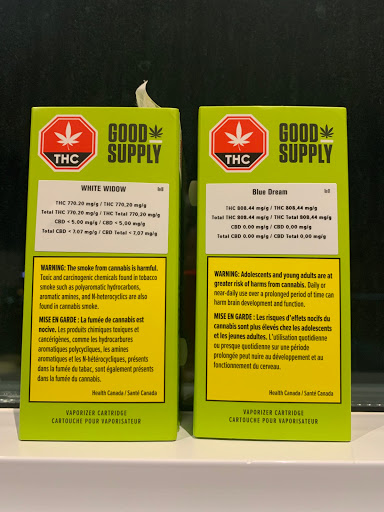 THC
GOOD
SUPPLY
WHITE WIDOW
THC 770.20 mg/g / THC 770,20 mg/g
Total THC 770.20 mg/g / THC Total 770,20 mg/g
CBD < 5.00 mg/g / CBD < 5,00 mg/g
CBD Total < 7.07 mg/g / CBD Total < 7,07 mg/g
WARNING: The smoke from cannabis is harmful.
Toxic and carcinogenic chemicals found in tobacco
smoke such as polyaromatic hydrocarbons,
aromatic amines, and N-heterocyclics are also
found in cannabis smoke.
MISE EN GARDE : La fumée de cannabis est
nocive. Les produits chimiques toxiques et
cancérigènes, comme les hydrocarbures
aromatiques polycycliques, les amines
aromatiques et les N-hétérocycliques, présents
dans la fumée du tabac, sont également présents
dans la fumée du cannabis.
Health Canada / Santé Canada
VAPORIZER CARTRIDGE
CARTOUCHE POUR VAPORISATEUR
THC
GOOD
SUPPLY
Blue Dream
THC 808.44 mg/g / THC 808,44 mg/g
Total THC 808.44 mg/g / THC Total 808,44 mg/g
CBD 0.00 mg/g / CBD 0,00 mg/g
Total CBD 0.00 mg/g / CBD Total 0,00 mg/g
WARNING: Adolescents and young adults are at
greater risk of harms from cannabis. Daily or
near-daily use over a prolonged period of time can
harm brain development and function.
MISE EN GARDE : Les risques d'effets nocifs du
cannabis sont plus élevés chez les adolescents
et les jeunes adultes. L'utilisation quotidienne
ou presque quotidienne sur une période
prolongée peut nuire au développement et au
fonctionnement du cerveau.
Health Canada / Santé Canada
VAPORIZER CARTRIDGE
CARTOUCHE POUR VAPORISATEUR